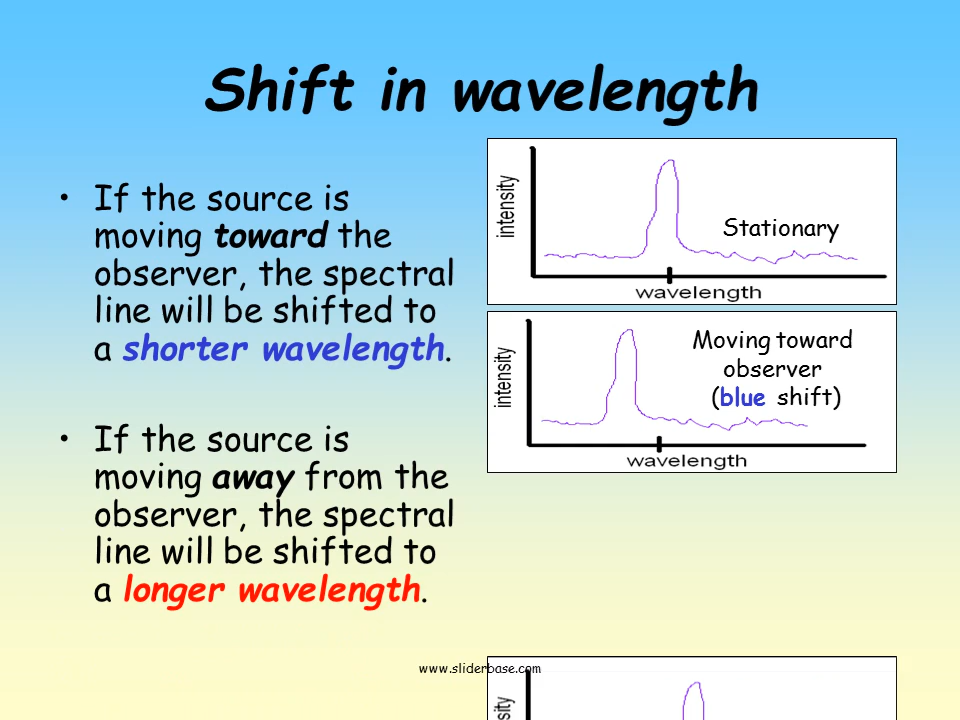 Shift in wavelength
• If the source is
moving toward the
observer, the spectral
line will be shifted to
a shorter wavelength.
• If the source is
moving away from the
observer, the spectral
line will be shifted to
a longer wavelength.
intensity
Stationary
wavelength
intensity
Moving toward
observer
(blue shift)
wavelength
www.sliderbase.com